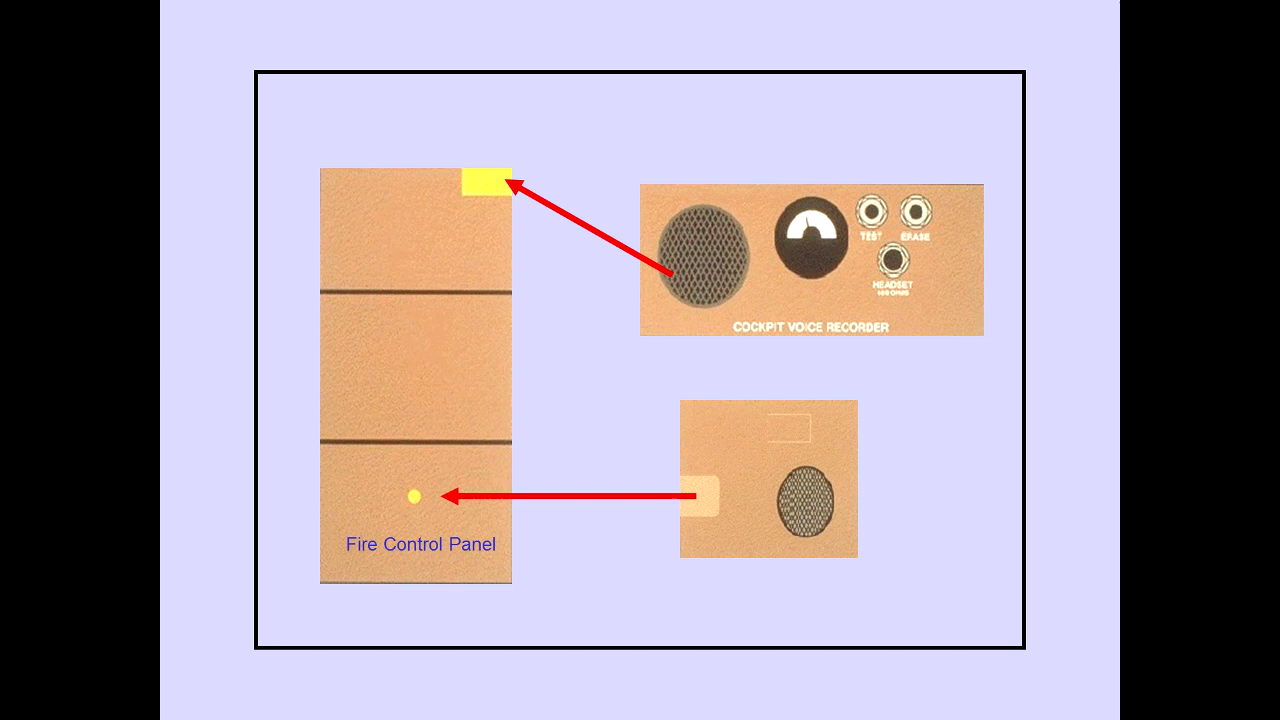 TEST ERASE
HEADSET
COCKPIT VOICE RECORDER
Fire Control Panel